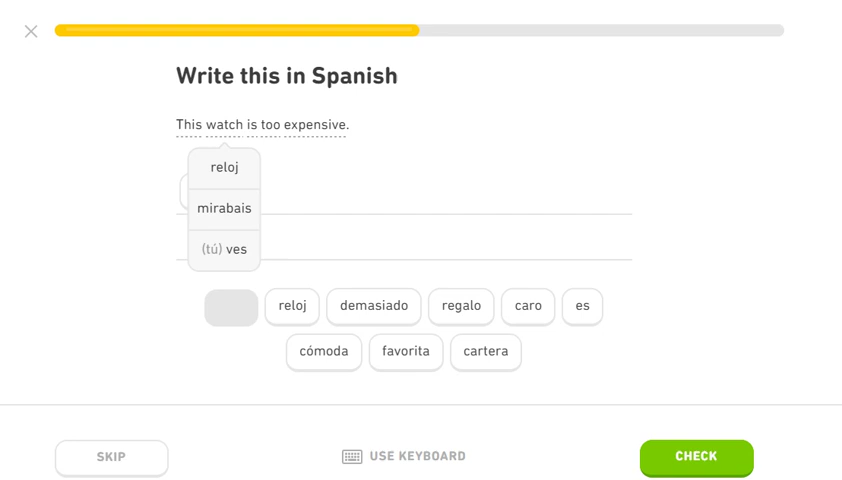 Write this in Spanish
This watch is too expensive.
reloj
mirabais
(tú) ves
reloj demasiado regalo caro es
cómoda favorita cartera
SKIP USE KEYBOARD CHECK